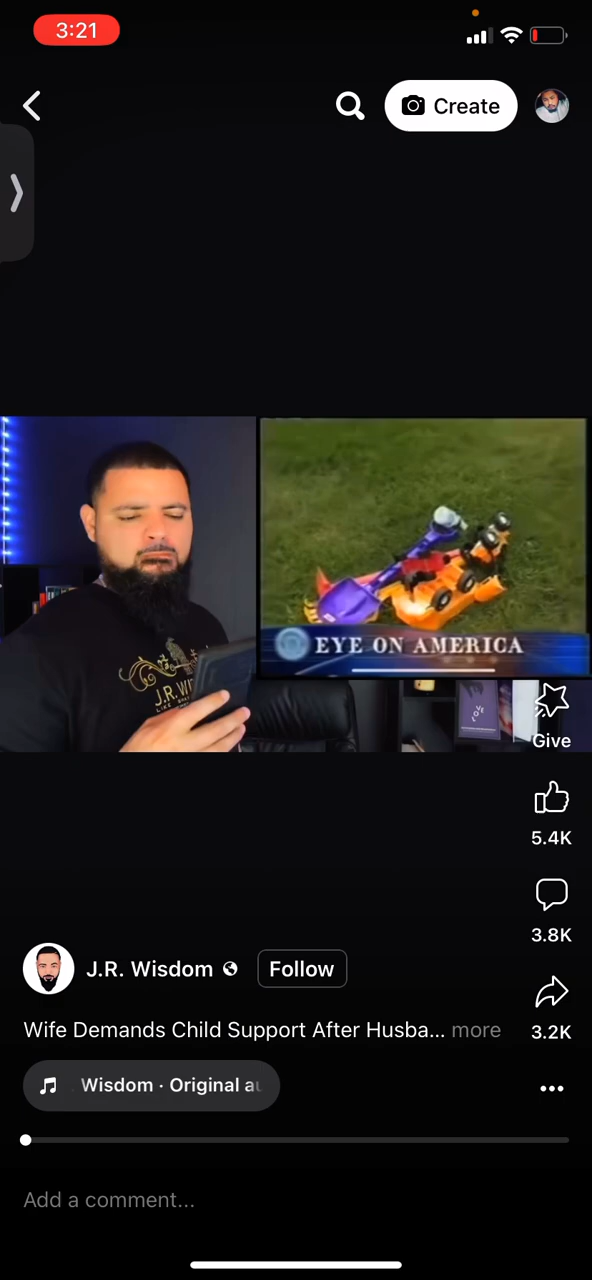 3:21
Create
J.R. WI
EYE ON AMERICA
Give
5.4K
3.8K
J.R. Wisdom
Follow
Wife Demands Child Support After Husba... more
3.2K
Wisdom · Original au
Add a comment...